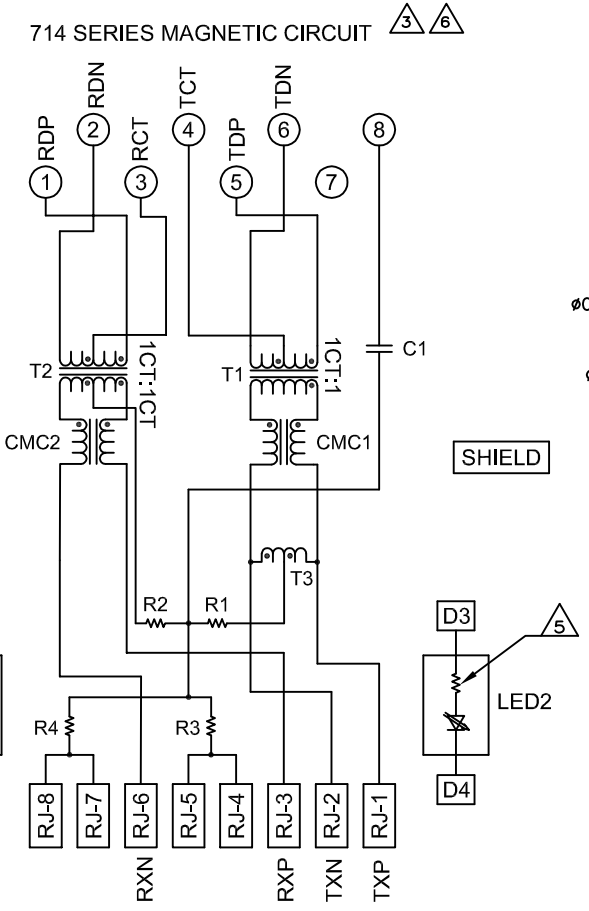 714 SERIES MAGNETIC CIRCUIT
3
6
RDP
RDN
RCT
TCT
TDP
TDN
1
2
3
4
5
6
7
8
T2
1CT:1CT
T1
1CT:1
C1
CMC2
CMC1
T3
R2
R1
R4
R3
RJ-8
RJ-7
RJ-6
RJ-5
RJ-4
RJ-3
RJ-2
RJ-1
RXN
RXP
TXN
TXP
SHIELD
D3
5
LED2
D4